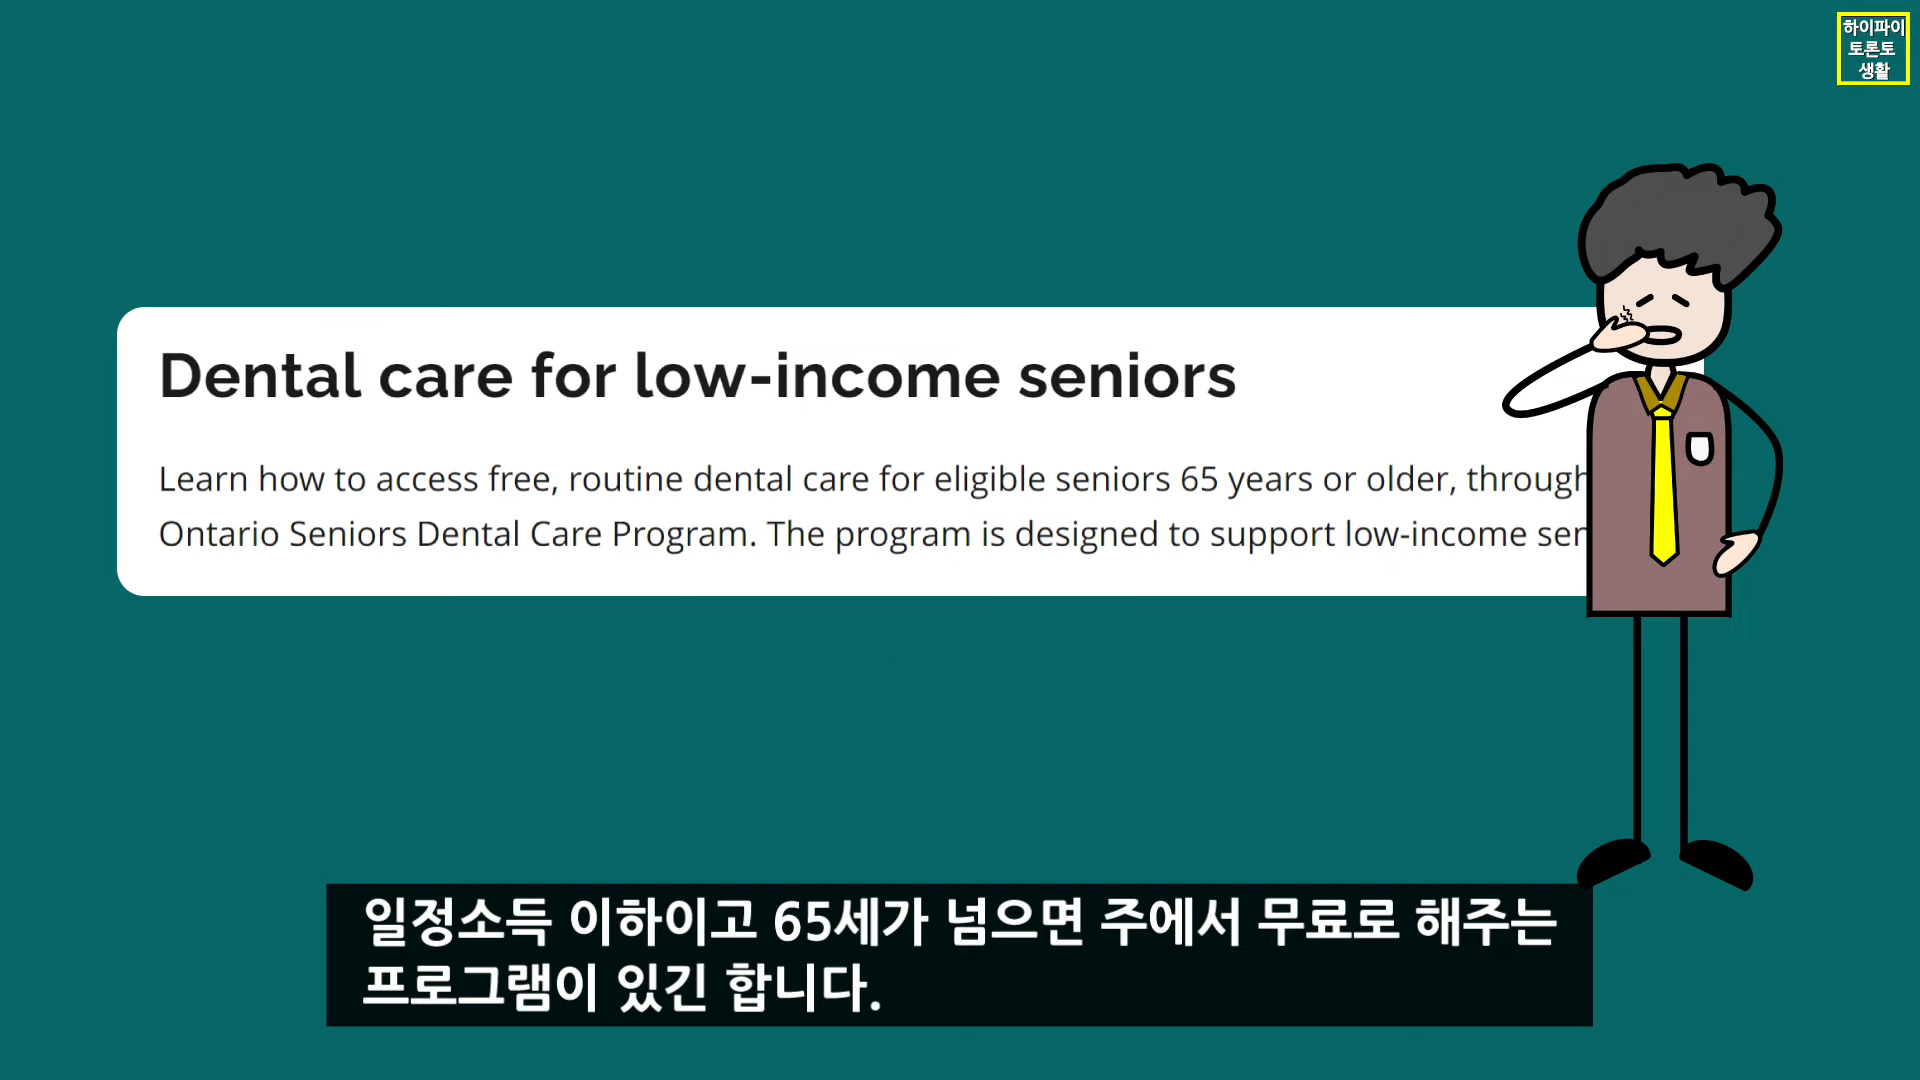 하이파이
토론토
생활
Dental care for low-income seniors
Learn how to access free, routine dental care for eligible seniors 65 years or older, through
Ontario Seniors Dental Care Program. The program is designed to support low-income
일정소득 이하이고 65세가 넘으면 주에서 무료로 해주는
프로그램이 있긴 합니다.